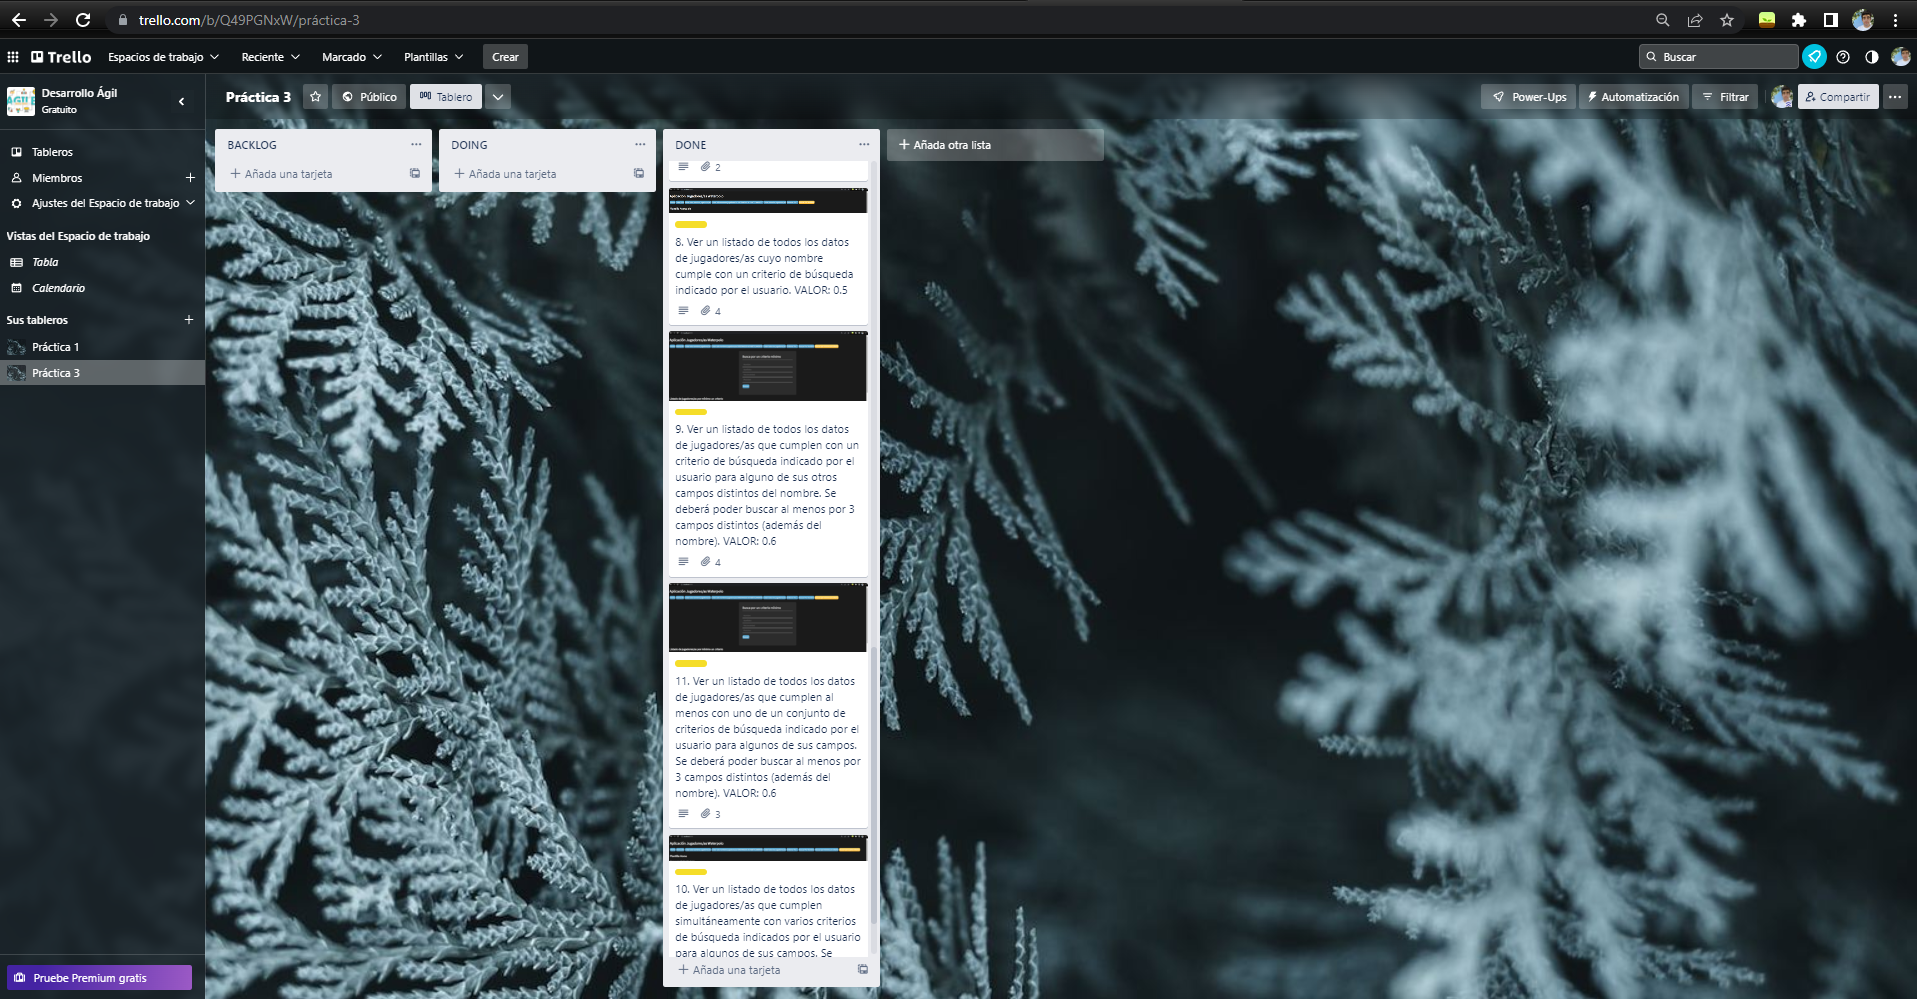 trello.com/b/Q49PGNxW/práctica-3
Trello
Espacios de trabajo
Reciente
Marcado
Plantillas
Crear
Buscar
Desarrollo Ágil
Gratuito
Práctica 3
Público
Tablero
Power-Ups
Automatización
Filtrar
Compartir
Tableros
Miembros
Ajustes del Espacio de trabajo
Vistas del Espacio de trabajo
Tabla
Calendario
Sus tableros
Práctica 1
Práctica 3
Pruebe Premium gratis
BACKLOG
Añada una tarjeta
DOING
Añada una tarjeta
DONE
2
8. Ver un listado de todos los datos
de jugadores/as cuyo nombre
cumple con un criterio de búsqueda
indicado por el usuario. VALOR: 0.5
4
9. Ver un listado de todos los datos
de jugadores/as que cumplen con un
criterio de búsqueda indicado por el
usuario para alguno de sus otros
campos distintos del nombre. Se
deberá poder buscar al menos por 3
campos distintos (además del
nombre). VALOR: 0.6
4
11. Ver un listado de todos los datos
de jugadores/as que cumplen al
menos con uno de un conjunto de
criterios de búsqueda indicado por el
usuario para algunos de sus campos.
Se deberá poder buscar al menos por
3 campos distintos (además del
nombre). VALOR: 0.6
3
10. Ver un listado de todos los datos
de jugadores/as que cumplen
simultáneamente con varios criterios
de búsqueda indicados por el usuario
para algunos de sus campos. Se
Añada una tarjeta
Añada otra lista